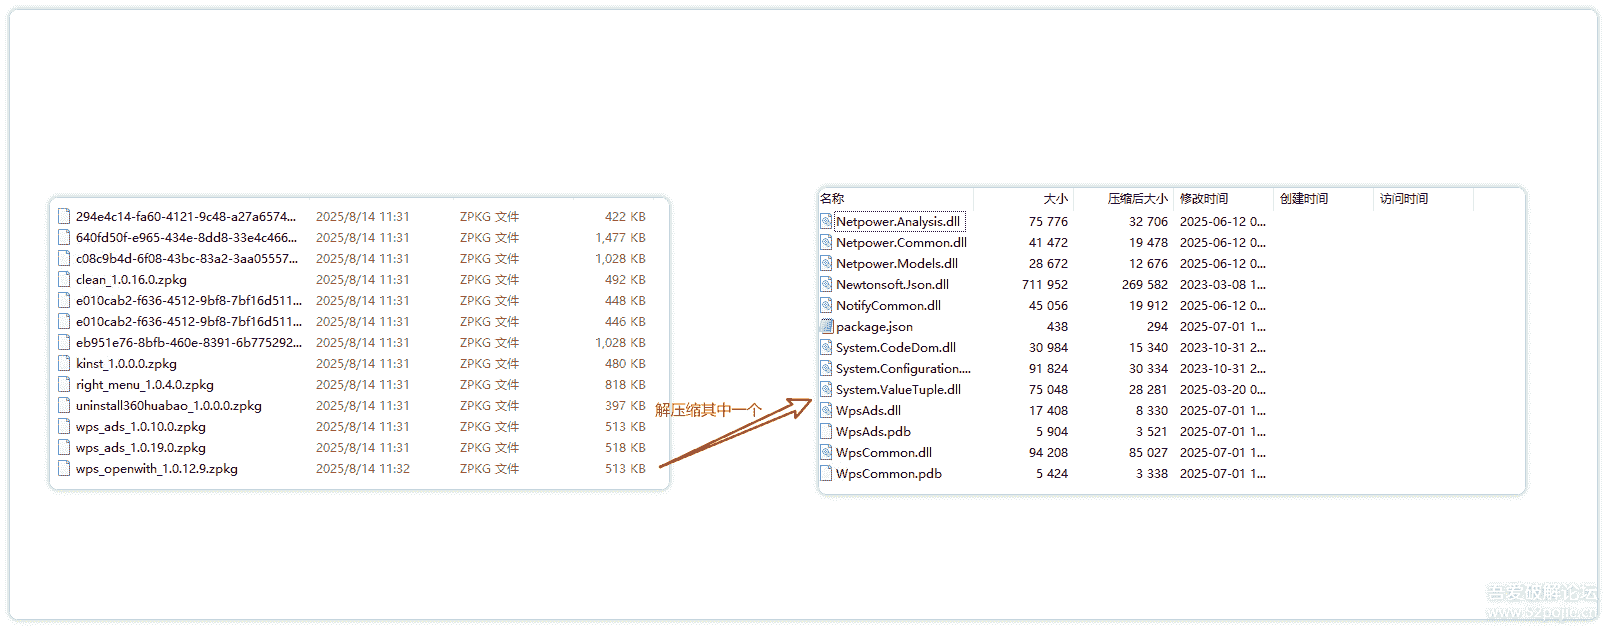 294e4c14-fa60-4121-9c48-a27a6574... 2025/8/14 11:31 ZPKG 文件 422 KB
640fd50f-e965-434e-8dd8-33e4c466... 2025/8/14 11:31 ZPKG 文件 1,477 KB
c08c9b4d-6f08-43bc-83a2-3aa05557... 2025/8/14 11:31 ZPKG 文件 1,028 KB
clean_1.0.16.0.zpkg 2025/8/14 11:31 ZPKG 文件 492 KB
e010cab2-f636-4512-9bf8-7bf16d511... 2025/8/14 11:31 ZPKG 文件 448 KB
e010cab2-f636-4512-9bf8-7bf16d511... 2025/8/14 11:31 ZPKG 文件 446 KB
eb951e76-8bfb-460e-8391-6b775292... 2025/8/14 11:31 ZPKG 文件 1,028 KB
kinst_1.0.0.0.zpkg 2025/8/14 11:31 ZPKG 文件 480 KB
right_menu_1.0.4.0.zpkg 2025/8/14 11:31 ZPKG 文件 818 KB
uninstall360huabao_1.0.0.0.zpkg 2025/8/14 11:31 ZPKG 文件 397 KB
wps_ads_1.0.10.0.zpkg 2025/8/14 11:31 ZPKG 文件 513 KB
wps_ads_1.0.19.0.zpkg 2025/8/14 11:31 ZPKG 文件 518 KB
wps_openwith_1.0.12.9.zpkg 2025/8/14 11:32 ZPKG 文件 513 KB
解压缩其中一个
名称 大小 压缩后大小 修改时间 创建时间 访问时间
Netpower.Analysis.dll 75 776 32 706 2025-06-12 0...
Netpower.Common.dll 41 472 19 478 2025-06-12 0...
Netpower.Models.dll 28 672 12 676 2025-06-12 0...
Newtonsoft.Json.dll 711 952 269 582 2023-03-08 1...
NotifyCommon.dll 45 056 19 912 2025-06-12 0...
package.json 438 294 2025-07-01 1...
System.CodeDom.dll 30 984 15 340 2023-10-31 2...
System.Configuration.... 91 824 30 334 2023-10-31 2...
System.ValueTuple.dll 75 048 28 281 2025-03-20 0...
WpsAds.dll 17 408 8 330 2025-07-01 1...
WpsAds.pdb 5 904 3 521 2025-07-01 1...
WpsCommon.dll 94 208 85 027 2025-07-01 1...
WpsCommon.pdb 5 424 3 338 2025-07-01 1...
吾爱破解论坛
www.52pojie.cn